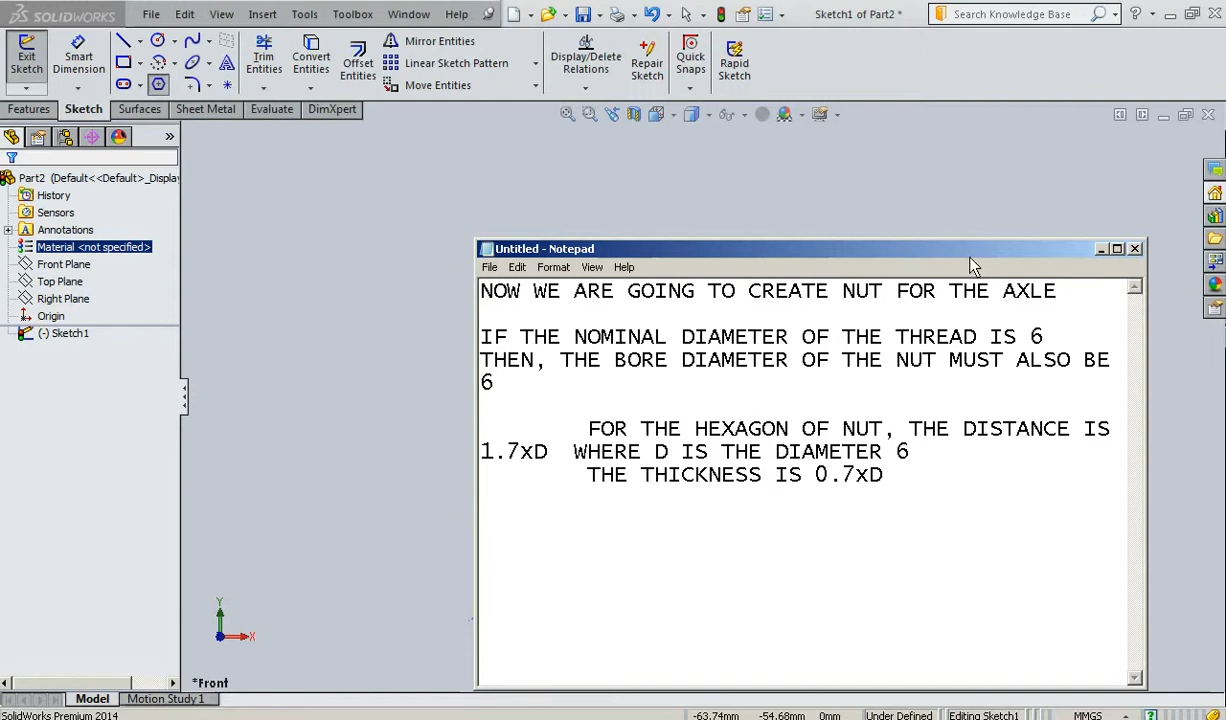 SOLIDWORKS File Edit View Insert Tools Toolbox Window Help Sketch1 of Part2 * Search Knowledge Base
Exit Sketch
Smart Dimension
Trim Entities
Convert Entities
Offset Entities
Mirror Entities
Linear Sketch Pattern
Move Entities
Display/Delete Relations
Repair Sketch
Quick Snaps
Rapid Sketch
Features Sketch Surfaces Sheet Metal Evaluate DimXpert
Part2 (Default<<Default>_Display
History
Sensors
Annotations
Material <not specified>
Front Plane
Top Plane
Right Plane
Origin
(-) Sketch1
Untitled - Notepad
File Edit Format View Help
NOW WE ARE GOING TO CREATE NUT FOR THE AXLE
IF THE NOMINAL DIAMETER OF THE THREAD IS 6
THEN, THE BORE DIAMETER OF THE NUT MUST ALSO BE
6
FOR THE HEXAGON OF NUT, THE DISTANCE IS
1.7xD WHERE D IS THE DIAMETER 6
THE THICKNESS IS 0.7xD
Y
X
*Front
Model Motion Study 1
SolidWorks Premium 2014 -63.74mm -54.68mm 0mm Under Defined Editing Sketch1 MMGS